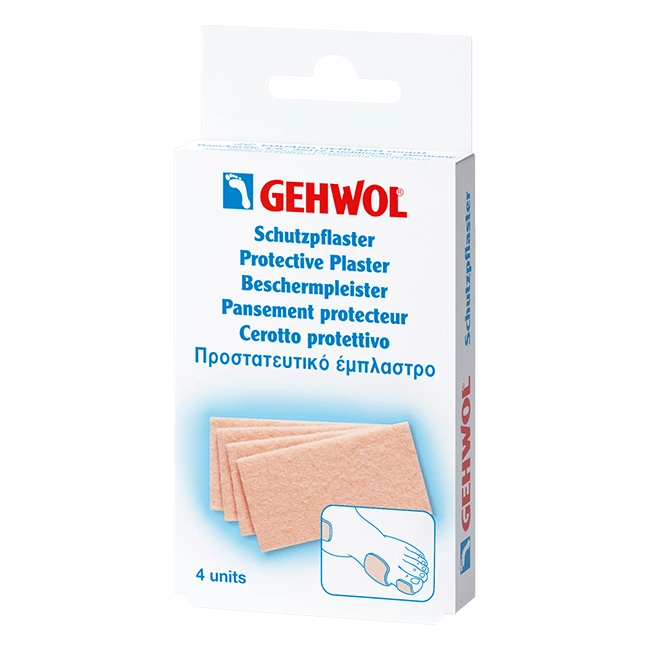 GEHWOL®
Schutzpflaster
Protective Plaster
Beschermpleister
Pansement protecteur
Cerotto protettivo
Προστατευτικό έμπλαστρο
4 units
Schutzpflaster
GEHWOL